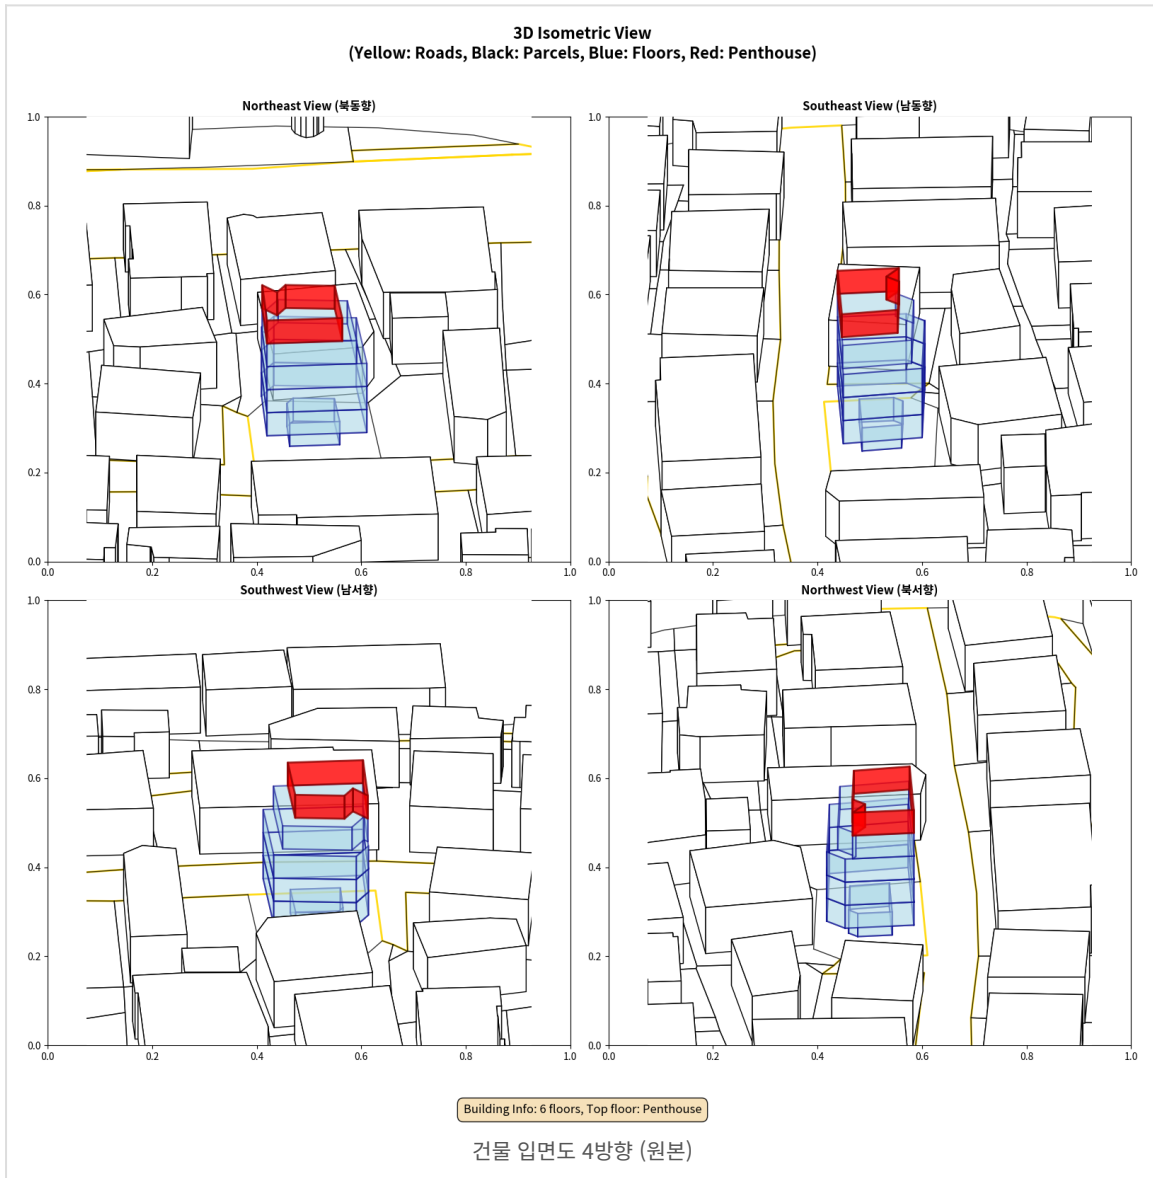 3D Isometric View
(Yellow: Roads, Black: Parcels, Blue: Floors, Red: Penthouse)
Northeast View (북동향)
1.0
0.8
0.6
0.4
0.2
0.0
0.0 0.2 0.4 0.6 0.8 1.0
Southeast View (남동향)
1.0
0.8
0.6
0.4
0.2
0.0
0.0 0.2 0.4 0.6 0.8 1.0
Southwest View (남서향)
1.0
0.8
0.6
0.4
0.2
0.0
0.0 0.2 0.4 0.6 0.8 1.0
Northwest View (북서향)
1.0
0.8
0.6
0.4
0.2
0.0
0.0 0.2 0.4 0.6 0.8 1.0
Building Info: 6 floors, Top floor: Penthouse
건물 입면도 4방향 (원본)